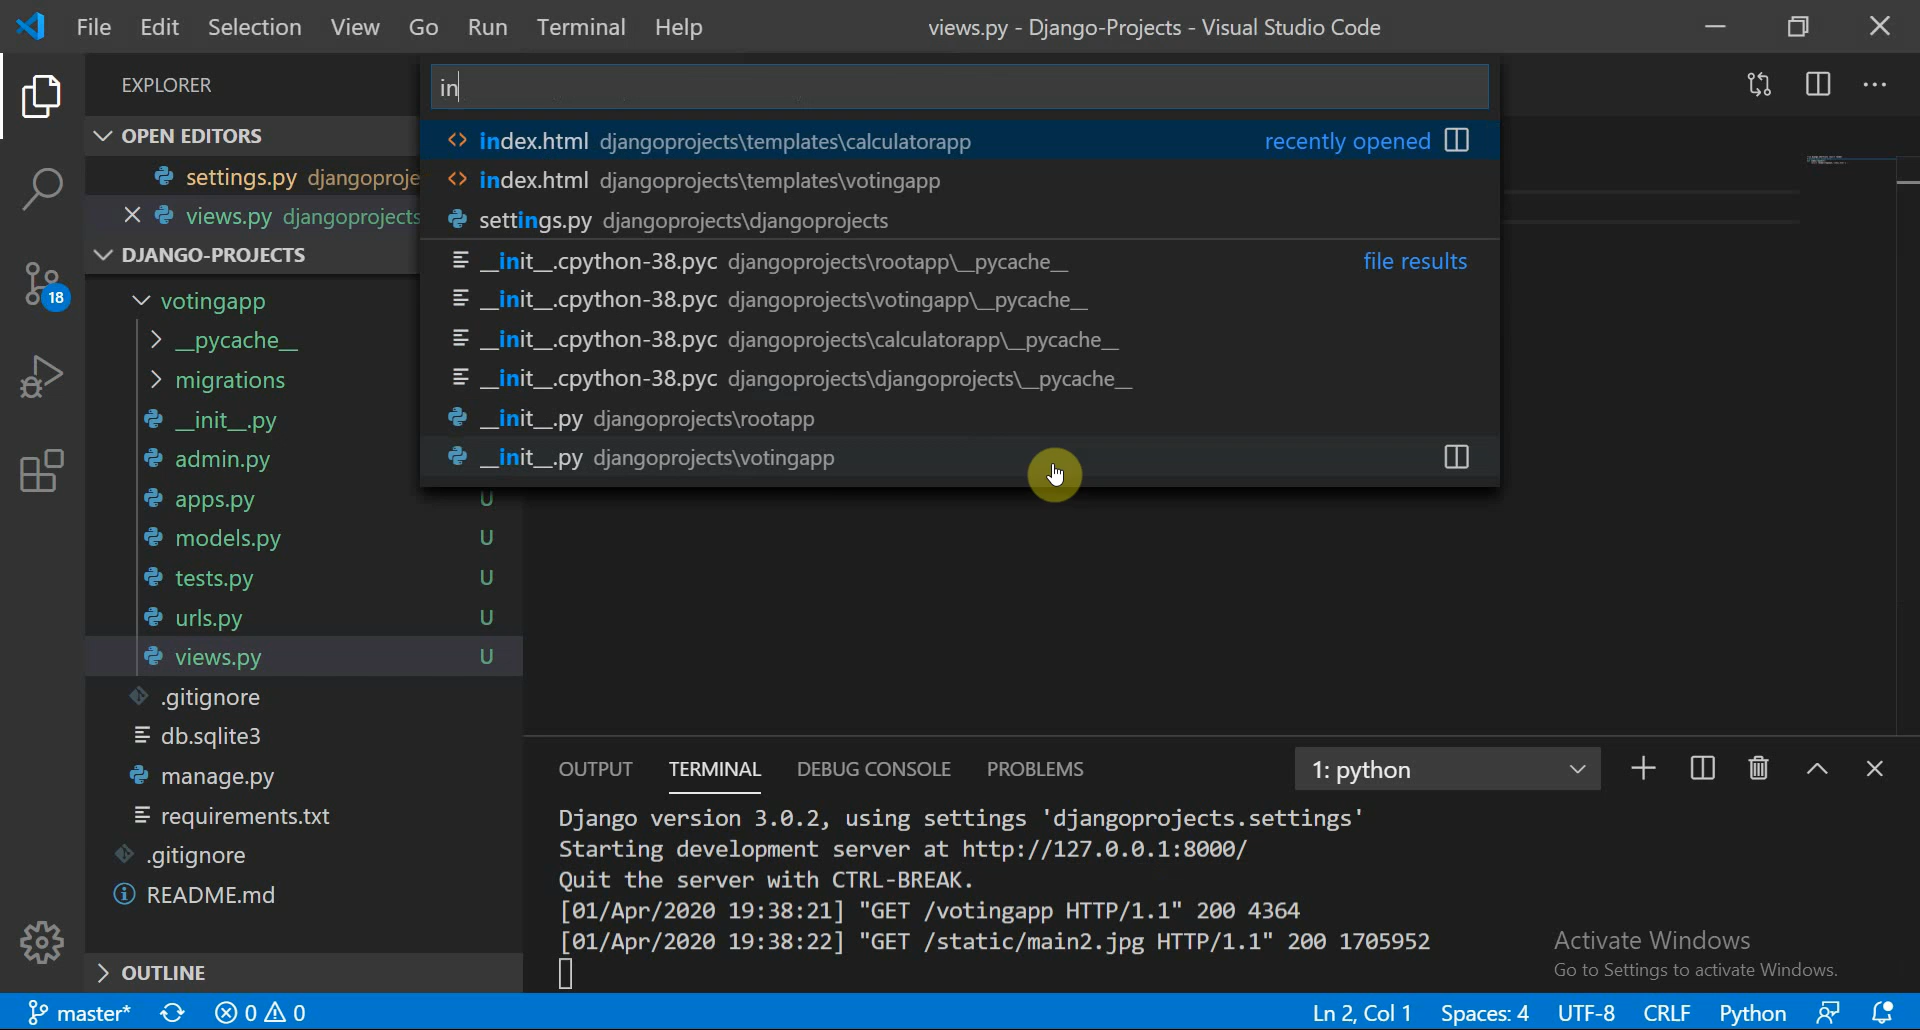 File Edit Selection View Go Run Terminal Help views.py - Django-Projects - Visual Studio Code
EXPLORER
in
OPEN EDITORS
settings.py djangoproje
views.py djangoprojects
DJANGO-PROJECTS
index.html djangoprojects\templates\calculatorapp recently opened
index.html djangoprojects\templates\votingapp
settings.py djangoprojects\djangoprojects
__init__.cpython-38.pyc djangoprojects\rootapp\__pycache__ file results
__init__.cpython-38.pyc djangoprojects\votingapp\__pycache__
__init__.cpython-38.pyc djangoprojects\calculatorapp\__pycache__
__init__.cpython-38.pyc djangoprojects\djangoprojects\__pycache__
__init__.py djangoprojects\rootapp
__init__.py djangoprojects\votingapp
18
votingapp
__pycache__
migrations
__init__.py
admin.py
apps.py U
models.py U
tests.py U
urls.py U
views.py U
.gitignore
db.sqlite3
manage.py
requirements.txt
.gitignore
README.md
OUTLINE
OUTPUT TERMINAL DEBUG CONSOLE PROBLEMS 1: python
Django version 3.0.2, using settings 'djangoprojects.settings'
Starting development server at http://127.0.0.1:8000/
Quit the server with CTRL-BREAK.
[01/Apr/2020 19:38:21] "GET /votingapp HTTP/1.1" 200 4364
[01/Apr/2020 19:38:22] "GET /static/main2.jpg HTTP/1.1" 200 1705952
Activate Windows
Go to Settings to activate Windows.
master* 0 0 Ln 2, Col 1 Spaces: 4 UTF-8 CRLF Python